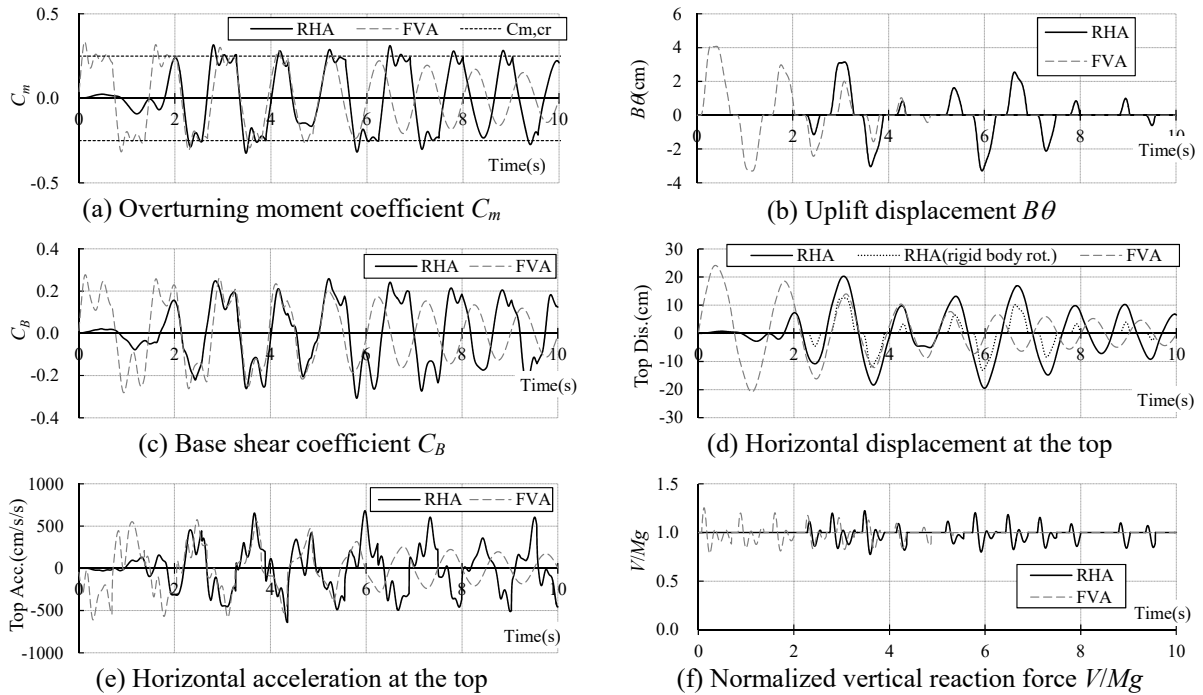 RHA FVA Cm,cr
0.5
0.0
-0.5
0 2 4 6 8 10
Cm
Time(s)
(a) Overturning moment coefficient Cm
RHA
FVA
6
4
2
0
-2
-4
0 2 4 6 8 10
Bθ(cm)
Time(s)
(b) Uplift displacement Bθ
RHA FVA
0.4
0.2
0.0
-0.2
-0.4
0 2 4 6 8 10
CB
Time(s)
(c) Base shear coefficient CB
RHA RHA(rigid body rot.) FVA
30
20
10
0
-10
-20
-30
0 2 4 6 8 10
Top Dis.(cm)
Time(s)
(d) Horizontal displacement at the top
RHA FVA
1000
500
0
-500
-1000
0 2 4 6 8 10
Top Acc.(cm/s/s)
Time(s)
(e) Horizontal acceleration at the top
1.5
1.0
0.5
0.0
0 2 4 6 8 10
V/Mg
RHA
FVA
Time(s)
(f) Normalized vertical reaction force V/Mg